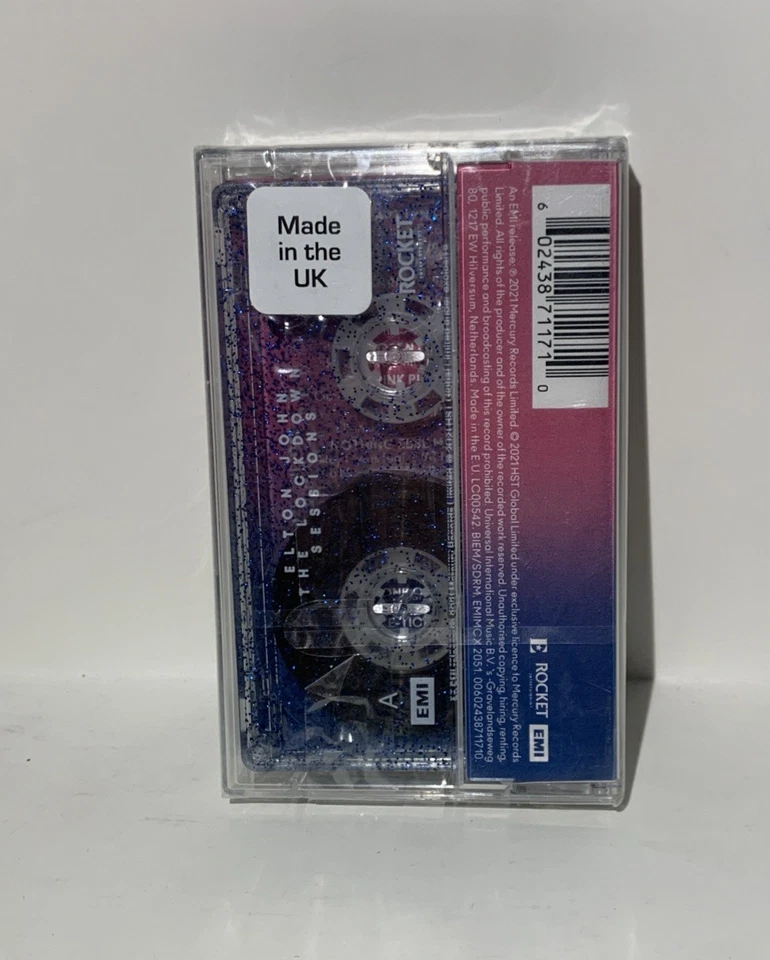 Made
in the
UK
ROCKET
ELTON JOHN
THE LOCKDOWN
SESSIONS
A
EMI
6 02438 71171 0
An EMI release; ℗ 2021 Mercury Records Limited. © 2021 HST Global Limited under exclusive licence to Mercury Records
Limited. All rights of the producer and of the owner of the recorded work reserved. Unauthorised copying, hiring, renting,
public performance and broadcasting of this record prohibited. Universal International Music B.V.'s -Gravelandseweg
80, 1217 EW Hilversum, Netherlands. Made in the E.U. LC00542. BIEM/SDRM. EMIMCX 2051. 00602438711710.
ROCKET
ENTERTAINMENT
EMI